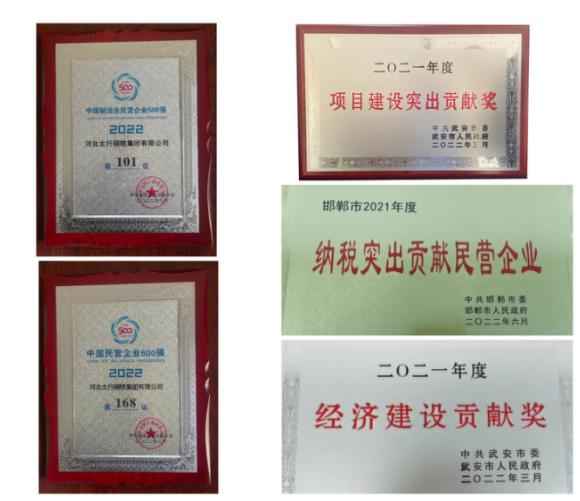 500
中国制造业民营企业500强
2022
河北太行钢铁集团有限公司
第 101 位
500
中国民营企业500强
2022
河北太行钢铁集团有限公司
第 168 位
二〇二一年度
项目建设突出贡献奖
中共武安市委
武安市人民政府
二〇二二年三月
邯郸市2021年度
纳税突出贡献民营企业
中共邯郸市委
邯郸市人民政府
二〇二二年六月
二〇二一年度
经济建设贡献奖
中共武安市委
武安市人民政府
二〇二二年三月